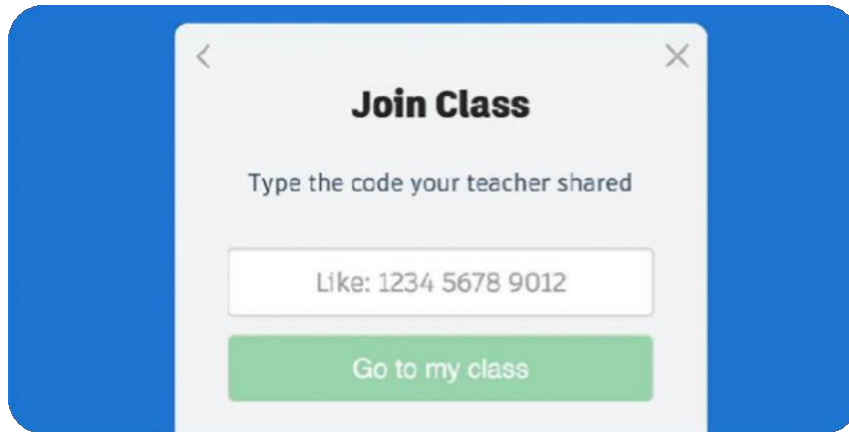 Join Class
Type the code your teacher shared
Like: 1234 5678 9012
Go to my class